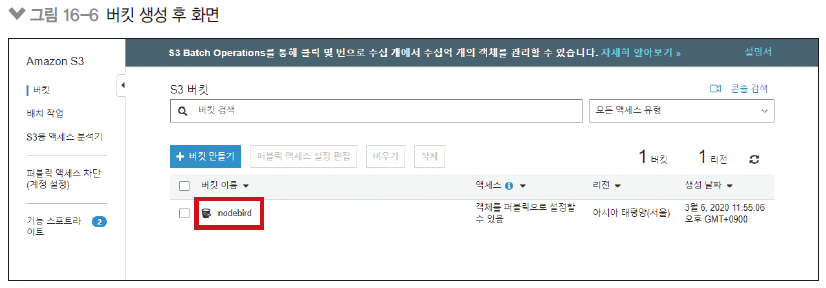 그림 16-6 버킷 생성 후 화면
Amazon S3
버킷
배치 작업
S3용 액세스 분석기
퍼블릭 액세스 차단
(계정 설정)
기능 스포트라
이트
2
S3 Batch Operations를 통해 클릭 몇 번으로 수십 개에서 수십억 개의 객체를 관리할 수 있습니다. 자세히 알아보기 »
설명서
S3 버킷
콘솔 검색
버킷 검색
모든 액세스 유형
+ 버킷 만들기
퍼블릭 액세스 설정 편집
비우기
삭제
1 버킷
1 리전
버킷 이름
액세스
리전
생성 날짜
nodebird
객체를 퍼블릭으로 설정할
수 있음
아시아 태평양(서울)
3월 6, 2020 11:55:06
오후 GMT+0900